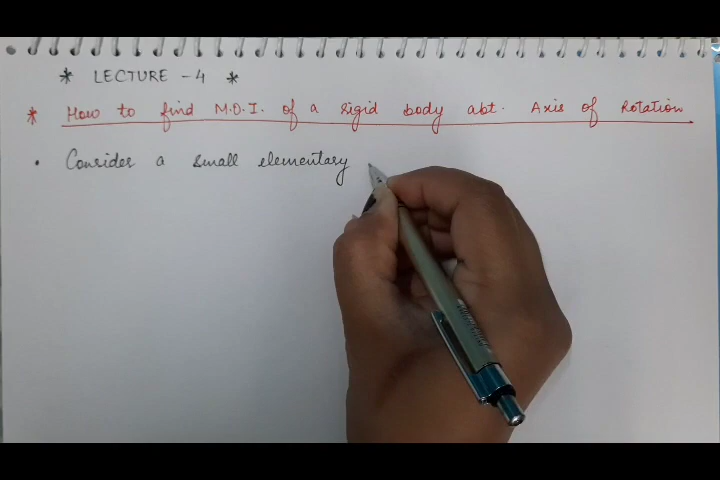 * LECTURE - 4 *
* How to find M.O.I. of a rigid body abt. Axis of Rotation
• Consider a small elementary